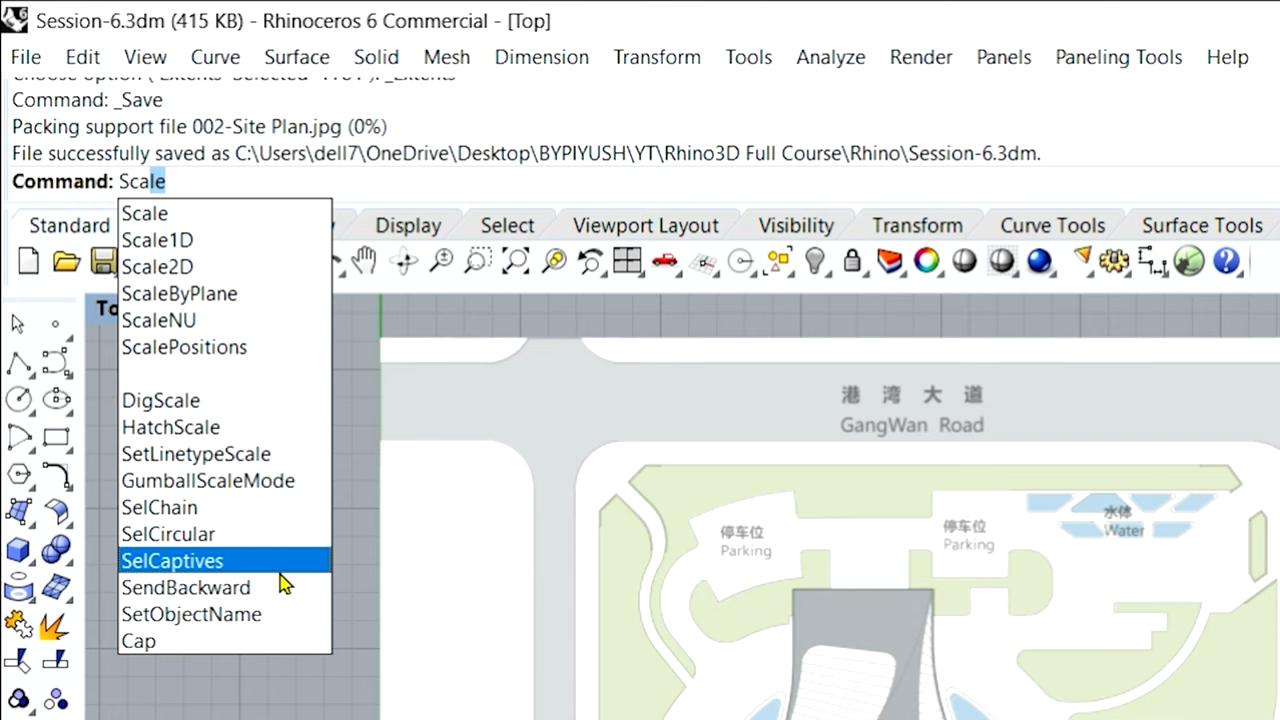 Session-6.3dm (415 KB) - Rhinoceros 6 Commercial - [Top]
File Edit View Curve Surface Solid Mesh Dimension Transform Tools Analyze Render Panels Paneling Tools Help
Command: _Save
Packing support file 002-Site Plan.jpg (0%)
File successfully saved as C:\Users\dell7\OneDrive\Desktop\BYPIYUSH\YT\Rhino3D Full Course\Rhino\Session-6.3dm.
Command: Scale
Standard Display Select Viewport Layout Visibility Transform Curve Tools Surface Tools
Scale
Scale1D
Scale2D
ScaleByPlane
ScaleNU
ScalePositions
DigScale
HatchScale
SetLinetypeScale
GumballScaleMode
SelChain
SelCircular
SelCaptives
SendBackward
SetObjectName
Cap
港 湾 大 道
GangWan Road
停车位
Parking
停车位
Parking
水体
Water